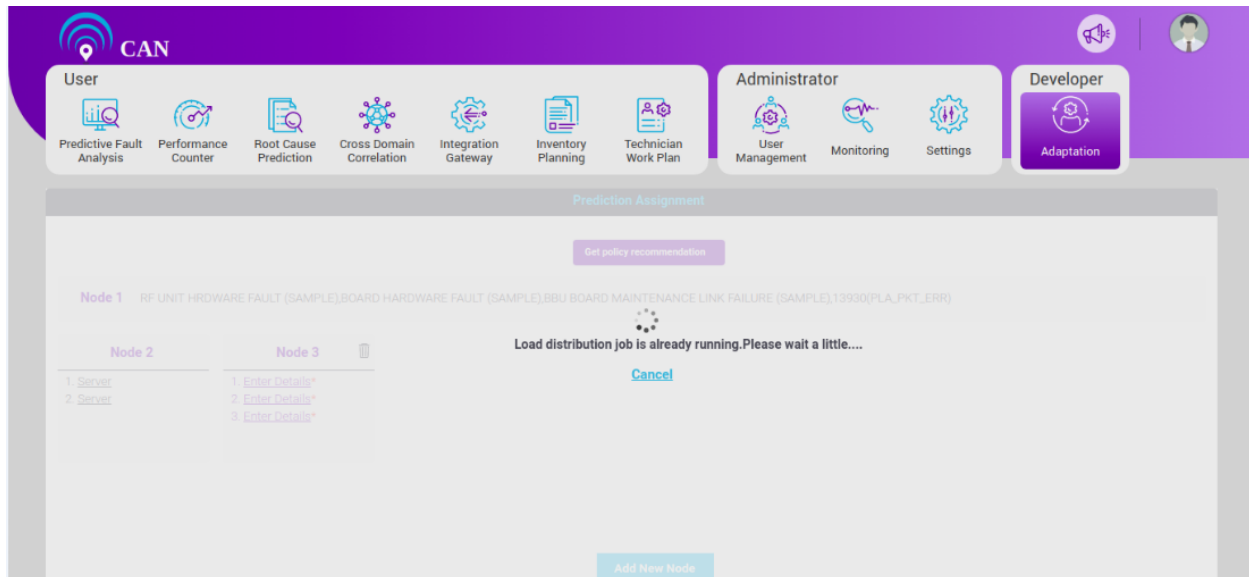 CAN
User
Administrator
Developer
Predictive Fault
Analysis
Performance
Counter
Root Cause
Prediction
Cross Domain
Correlation
Integration
Gateway
Inventory
Planning
Technician
Work Plan
User
Management
Monitoring
Settings
Adaptation
Prediction Assignment
Get policy recommendation
Node 1 RF UNIT HRDWARE FAULT (SAMPLE),BOARD HARDWARE FAULT (SAMPLE),BBU BOARD MAINTENANCE LINK FAILURE (SAMPLE),13930(PLA_PKT_ERR)
Load distribution job is already running.Please wait a little....
Cancel
Node 2
1. Server
2. Server
Node 3
1. Enter Details*
2. Enter Details*
3. Enter Details*
Add New Node